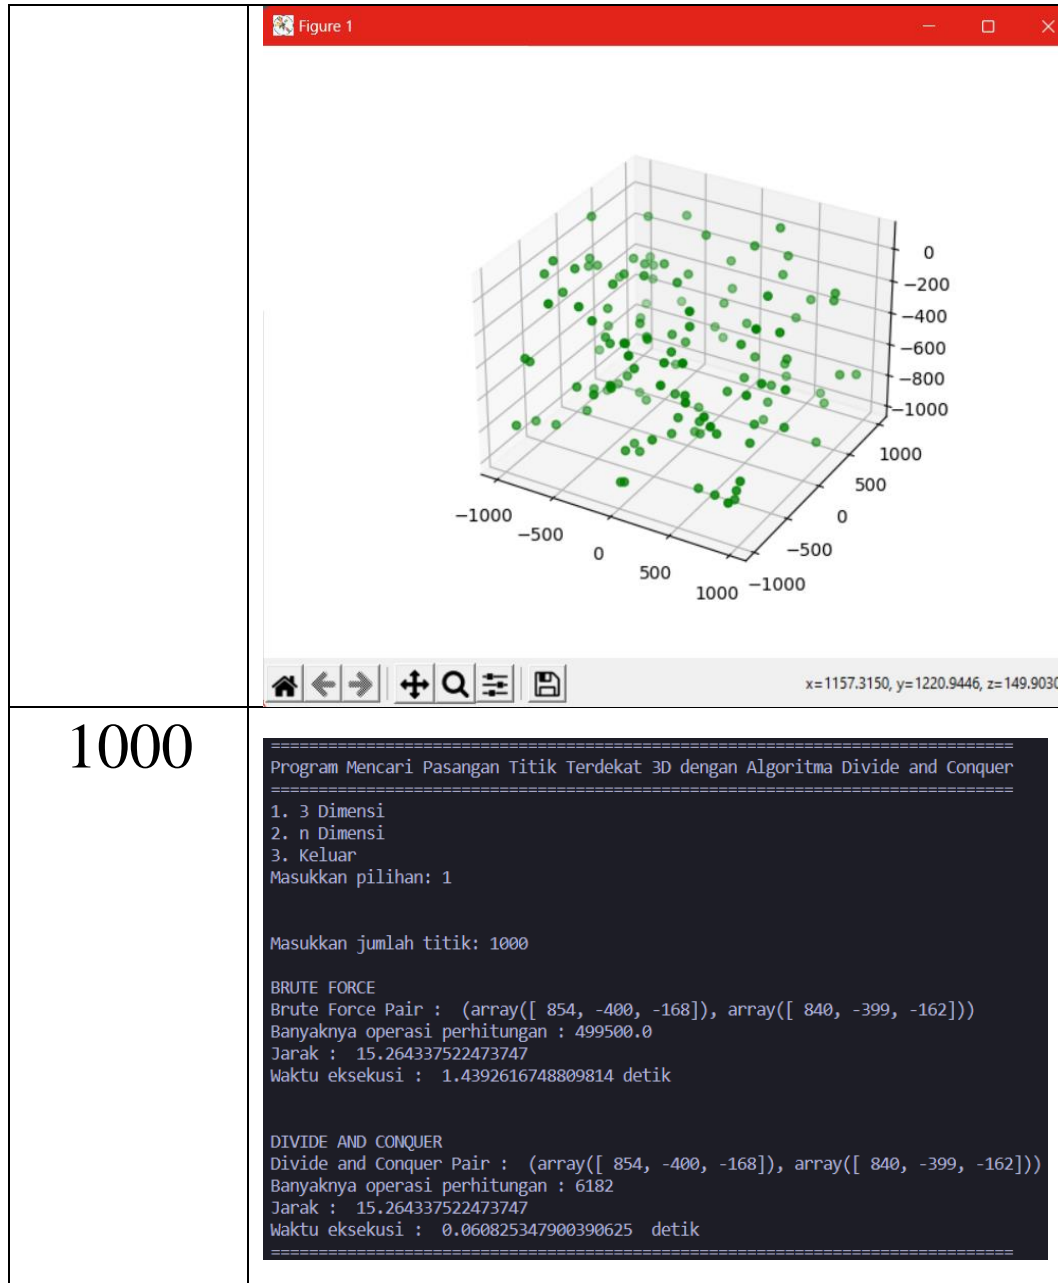 Figure 1
0
−200
−400
−600
−800
−1000
1000
500
0
−500
−1000
−1000
−500
0
500
1000
x=1157.3150, y=1220.9446, z=149.9030
1000
==============================================================================
Program Mencari Pasangan Titik Terdekat 3D dengan Algoritma Divide and Conquer
==============================================================================
1. 3 Dimensi
2. n Dimensi
3. Keluar
Masukkan pilihan: 1
Masukkan jumlah titik: 1000
BRUTE FORCE
Brute Force Pair :  (array([ 854, -400, -168]), array([ 840, -399, -162]))
Banyaknya operasi perhitungan : 499500.0
Jarak :  15.264337522473747
Waktu eksekusi :  1.4392616748809814 detik
DIVIDE AND CONQUER
Divide and Conquer Pair :  (array([ 854, -400, -168]), array([ 840, -399, -162]))
Banyaknya operasi perhitungan : 6182
Jarak :  15.264337522473747
Waktu eksekusi :  0.060825347900390625  detik
==============================================================================